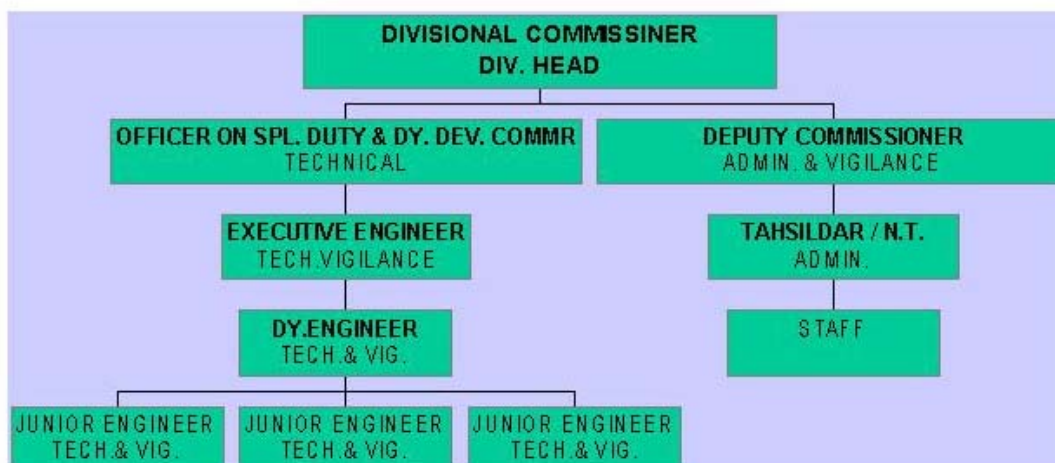 DIVISIONAL COMMISSINER
DIV. HEAD
OFFICER ON SPL. DUTY & DY. DEV. COMMR
TECHNICAL
DEPUTY COMMISSIONER
ADMIN. & VIGILANCE
EXECUTIVE ENGINEER
TECH.VIGILANCE
TAHSILDAR / N.T.
ADMIN.
DY.ENGINEER
TECH.& VIG.
STAFF
JUNIOR ENGINEER
TECH.& VIG.
JUNIOR ENGINEER
TECH.& VIG.
JUNIOR ENGINEER
TECH.& VIG.